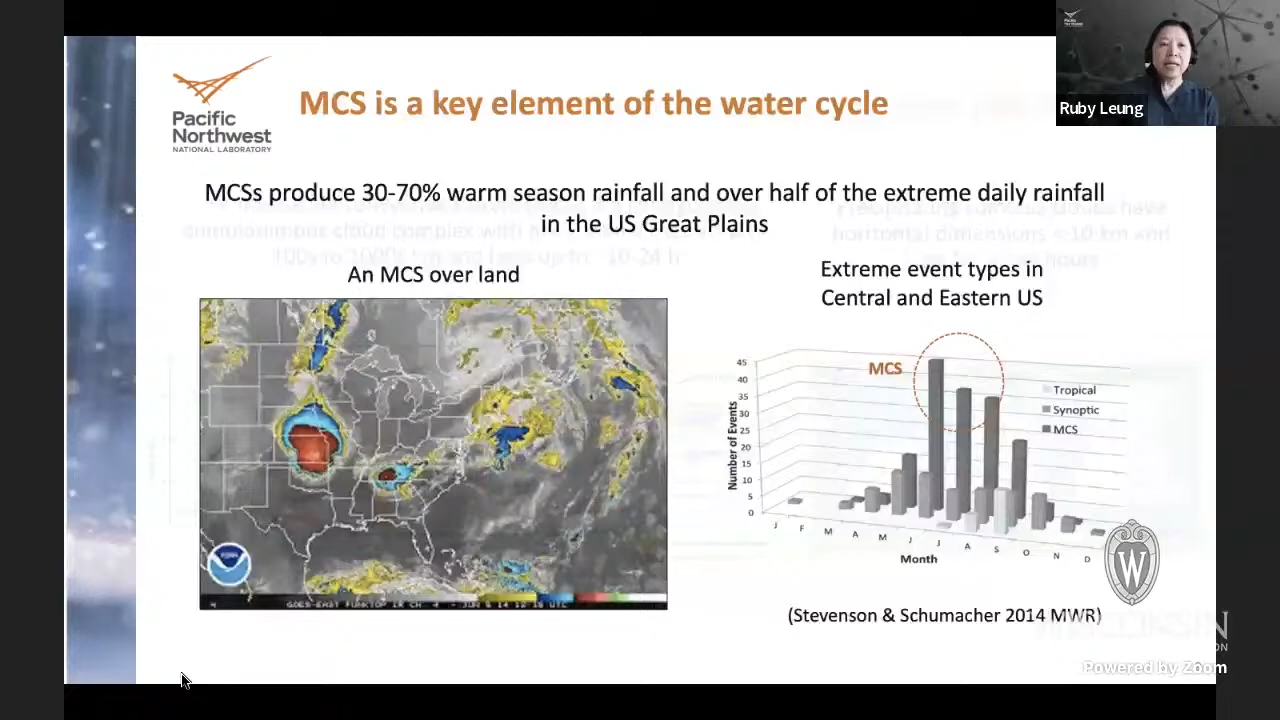 Pacific
Northwest
NATIONAL LABORATORY
MCS is a key element of the water cycle
Ruby Leung
MCSs produce 30-70% warm season rainfall and over half of the extreme daily rainfall
in the US Great Plains
An MCS over land
Extreme event types in
Central and Eastern US
MCS
Tropical
Synoptic
MCS
Number of Events
45
40
35
30
25
20
15
10
5
0
J
F
M
A
M
J
J
A
S
O
N
D
Month
W
(Stevenson & Schumacher 2014 MWR)
Powered by Zoom